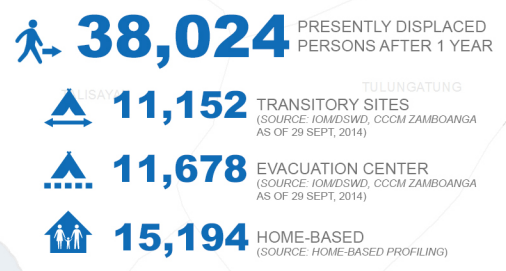 38,024 PRESENTLY DISPLACED
PERSONS AFTER 1 YEAR
TULUNGATUNG
LISAYA
11,152 TRANSITORY SITES
(SOURCE: IOM/DSWD, CCCM ZAMBOANGA
AS OF 29 SEPT, 2014)
11,678 EVACUATION CENTER
(SOURCE: IOM/DSWD, CCCM ZAMBOANGA
AS OF 29 SEPT, 2014)
15,194 HOME-BASED
(SOURCE: HOME-BASED PROFILING)